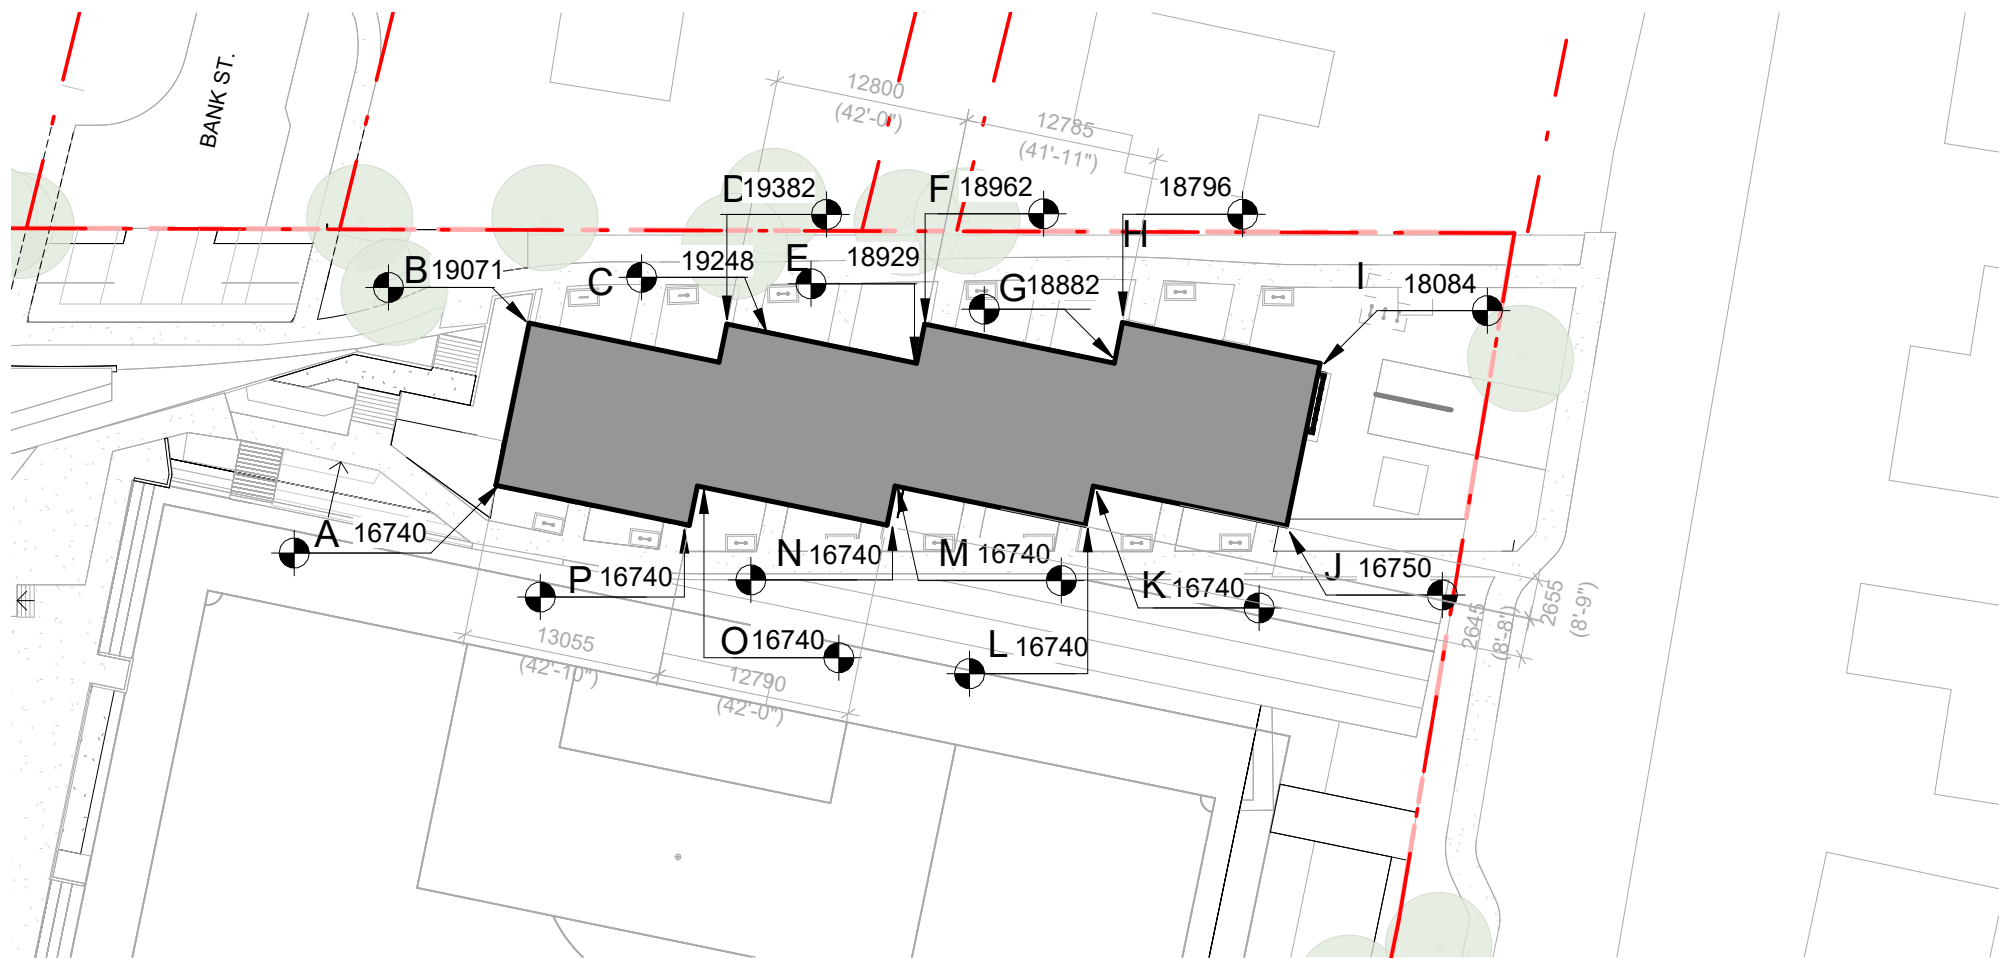 BANK ST.
12800
(42'-0")
12785
(41'-11")
D 19382
F 18962
18796
H
B 19071
C 19248
E 18929
G 18882
I 18084
A 16740
P 16740
N 16740
M 16740
K 16740
J 16750
O 16740
L 16740
13055
(42'-10")
12790
(42'-0")
2645
(8'-8")
2655
(8'-9")